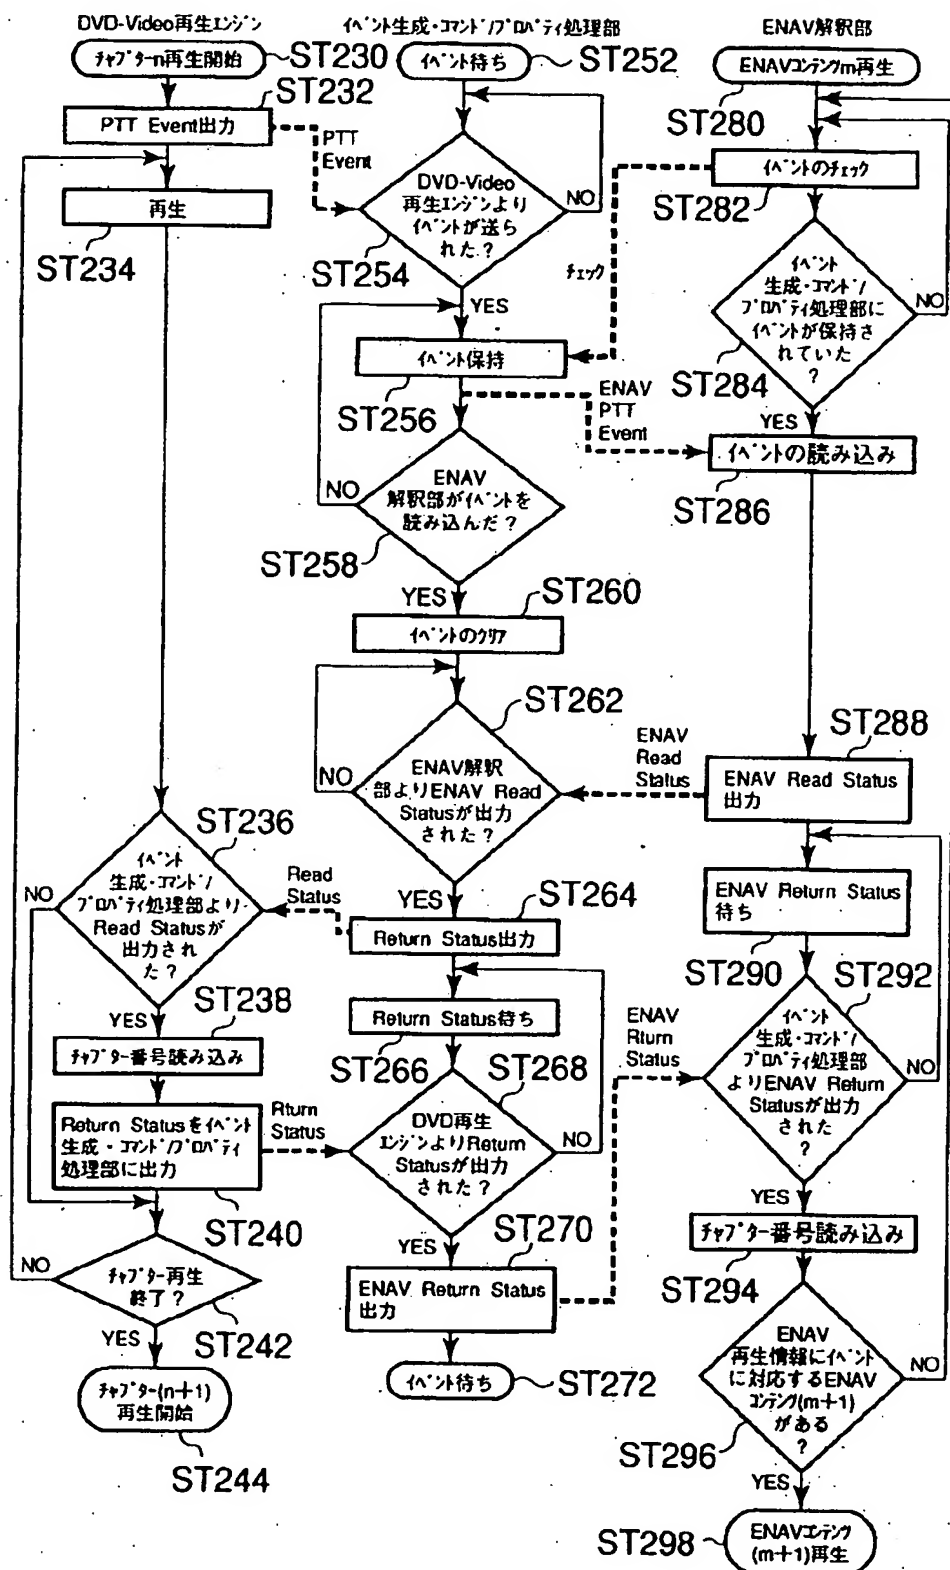 DVD-Video再生エンジン
チャプターn再生開始
ST230
ST232
PTT Event出力
PTT
Event
再生
ST234
ST236
イベント
生成・コマンド/
プロパティ処理部より
Read Statusが
出力され
た?
NO
YES
ST238
チャプター番号読み込み
Return Statusをイベント
生成・コマンド/プロパティ
処理部に出力
ST240
NO
チャプター再生
終了?
ST242
YES
チャプター(n+1)
再生開始
ST244
イベント生成・コマンド/プロパティ処理部
イベント待ち
ST252
DVD-Video
再生エンジンより
イベントが送ら
れた?
NO
ST254
YES
イベント保持
ST256
チェック
ENAV
PTT
Event
ENAV
解釈部がイベントを
読み込んだ?
NO
ST258
YES
ST260
イベントのクリア
ST262
ENAV解釈
部よりENAV Read
Statusが出力
された?
NO
ENAV
Read
Status
YES
ST264
Read
Status
Return Status出力
Return Status待ち
ST266
ST268
Rturn
Status
DVD再生
エンジンよりReturn
Statusが出力
された?
NO
YES
ST270
ENAV Return Status
出力
イベント待ち
ST272
ENAV解釈部
ENAVコンテンツm再生
ST280
イベントのチェック
ST282
イベント
生成・コマンド/
プロパティ処理部に
イベントが保持さ
れていた
?
NO
ST284
YES
イベントの読み込み
ST286
ST288
ENAV Read Status
出力
ENAV Return Status
待ち
ST290
ST292
ENAV
Rturn
Status
イベント
生成・コマンド/
プロパティ処理部
よりENAV Return
Statusが出力
された
?
NO
YES
チャプター番号読み込み
ST294
ENAV
再生情報にイベント
に対応するENAV
コンテンツ(m+1)
がある
?
NO
ST296
YES
ENAVコンテンツ
(m+1)再生
ST298